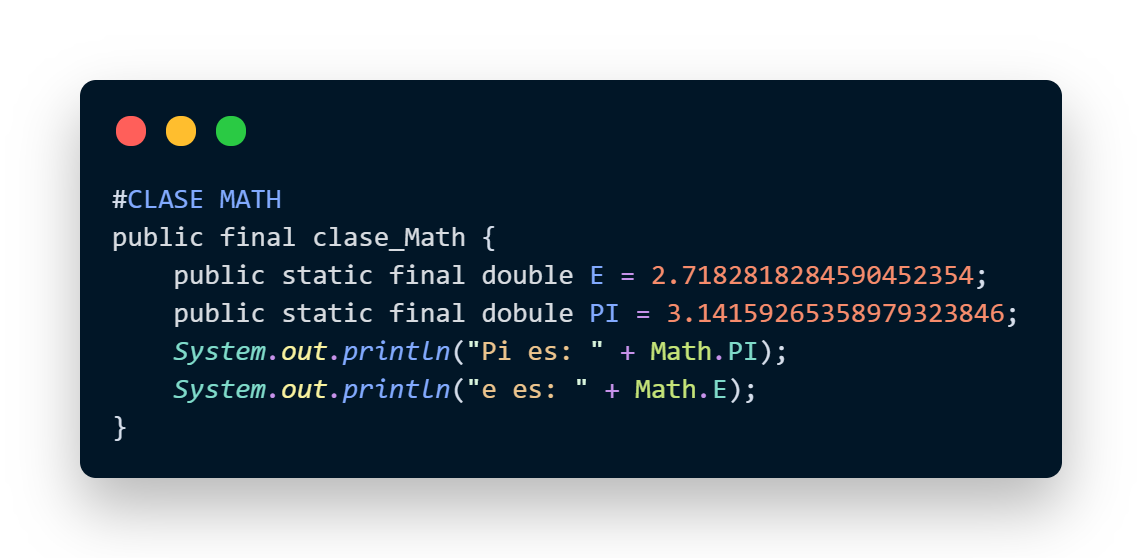 #CLASE MATH
public final clase_Math {
    public static final double E = 2.7182818284590452354;
    public static final dobule PI = 3.14159265358979323846;
    System.out.println("Pi es: " + Math.PI);
    System.out.println("e es: " + Math.E);
}